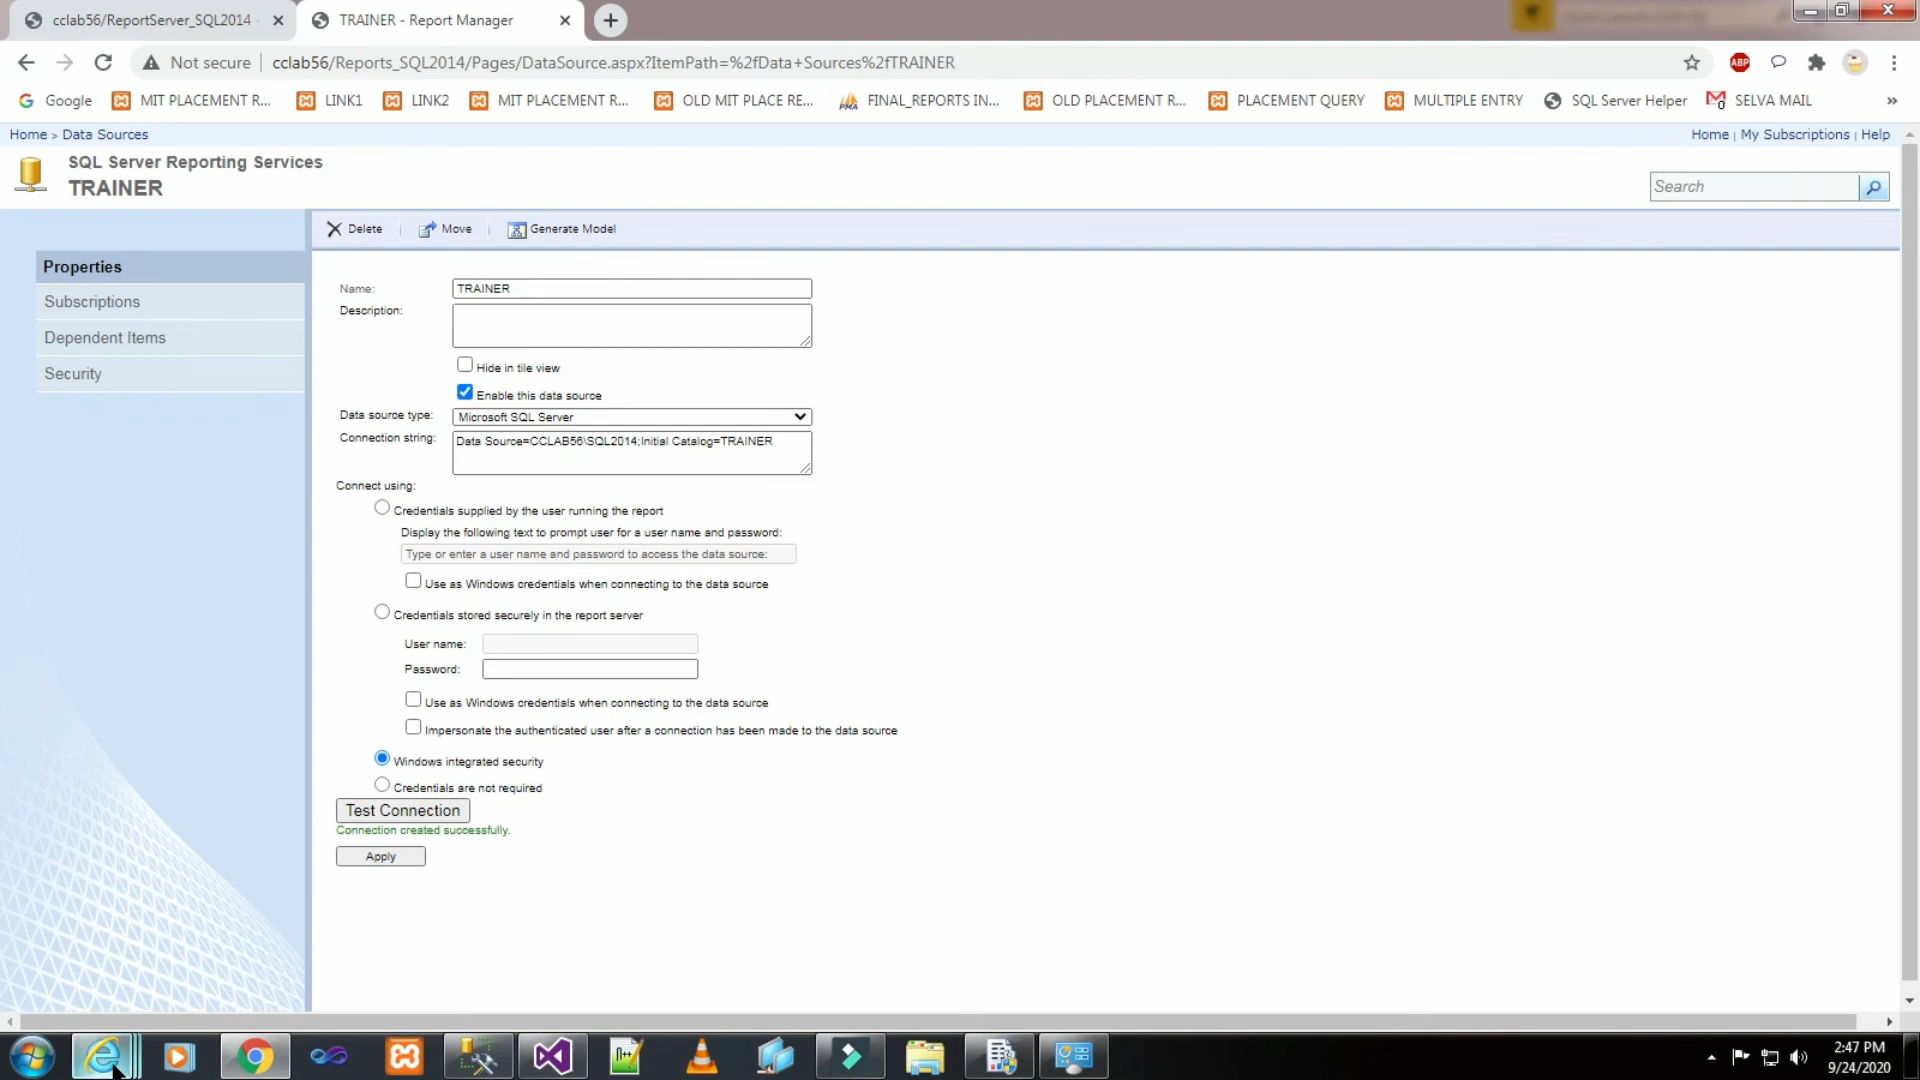 cclab56/ReportServer_SQL2014 -
TRAINER - Report Manager
Not secure
cclab56/Reports_SQL2014/Pages/DataSource.aspx?ItemPath=%2fData+Sources%2fTRAINER
ABP
Google
MIT PLACEMENT R...
LINK1
LINK2
MIT PLACEMENT R...
OLD MIT PLACE RE...
FINAL_REPORTS IN...
OLD PLACEMENT R...
PLACEMENT QUERY
MULTIPLE ENTRY
SQL Server Helper
SELVA MAIL
»
Home > Data Sources
Home | My Subscriptions | Help
SQL Server Reporting Services
TRAINER
Search
Delete
Move
Generate Model
Properties
Subscriptions
Dependent Items
Security
Name:
TRAINER
Description:
Hide in tile view
Enable this data source
Data source type:
Microsoft SQL Server
Connection string:
Data Source=CCLAB56\SQL2014;Initial Catalog=TRAINER
Connect using:
Credentials supplied by the user running the report
Display the following text to prompt user for a user name and password:
Type or enter a user name and password to access the data source:
Use as Windows credentials when connecting to the data source
Credentials stored securely in the report server
User name:
Password:
Use as Windows credentials when connecting to the data source
Impersonate the authenticated user after a connection has been made to the data source
Windows integrated security
Credentials are not required
Test Connection
Connection created successfully.
Apply
2:47 PM
9/24/2020